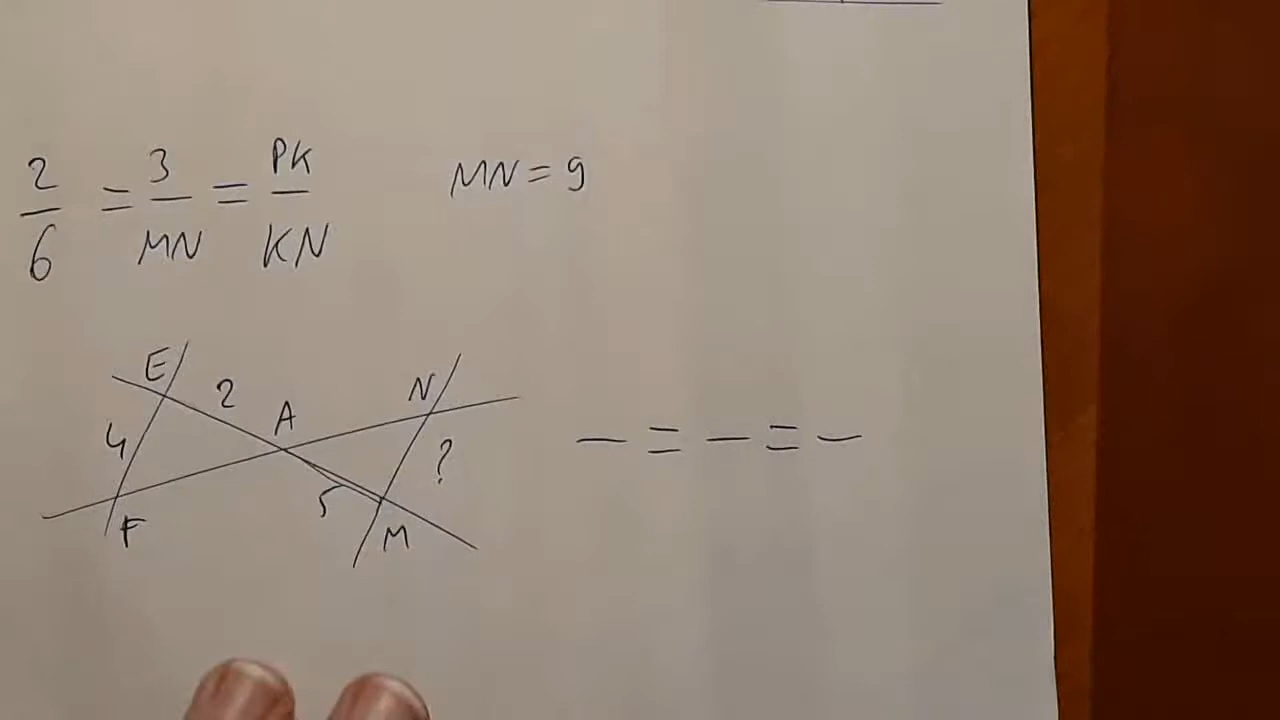 2/6 = 3/MN = PK/KN
MN = 9
E
2
N
A
4
?
5
F
M
— = — = —